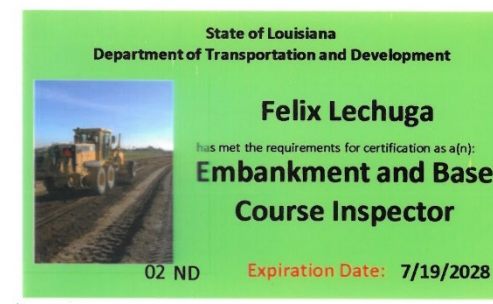 State of Louisiana
Department of Transportation and Development
Felix Lechuga
has met the requirements for certification as a(n):
Embankment and Base
Course Inspector
02 ND
Expiration Date: 7/19/2028